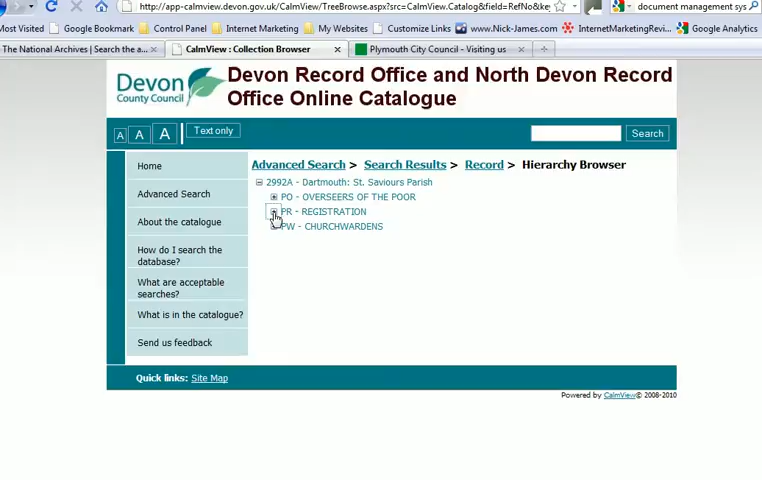 http://app-calmview.devon.gov.uk/CalmView/TreeBrowse.aspx?src=CalmView.Catalog&field=RefNo&key
document management sys
Most Visited Google Bookmarks Control Panel Internet Marketing My Business Customize Links www.Nick-James.com InternetMarketingRevi... Google Analytics
The National Archives | Search the a... CalmView : Collection Browser Plymouth City Council - Visiting us
Devon County Council
Devon Record Office and North Devon Record Office Online Catalogue
A A A Text only
Search
Home
Advanced Search
About the catalogue
How do I search the database?
What are acceptable searches?
What is in the catalogue?
Send us feedback
Advanced Search > Search Results > Record > Hierarchy Browser
2992A - Dartmouth: St. Saviours Parish
PO - OVERSEERS OF THE POOR
PR - REGISTRATION
PW - CHURCHWARDENS
Quick links: Site Map
Powered by CalmView© 2008-2010